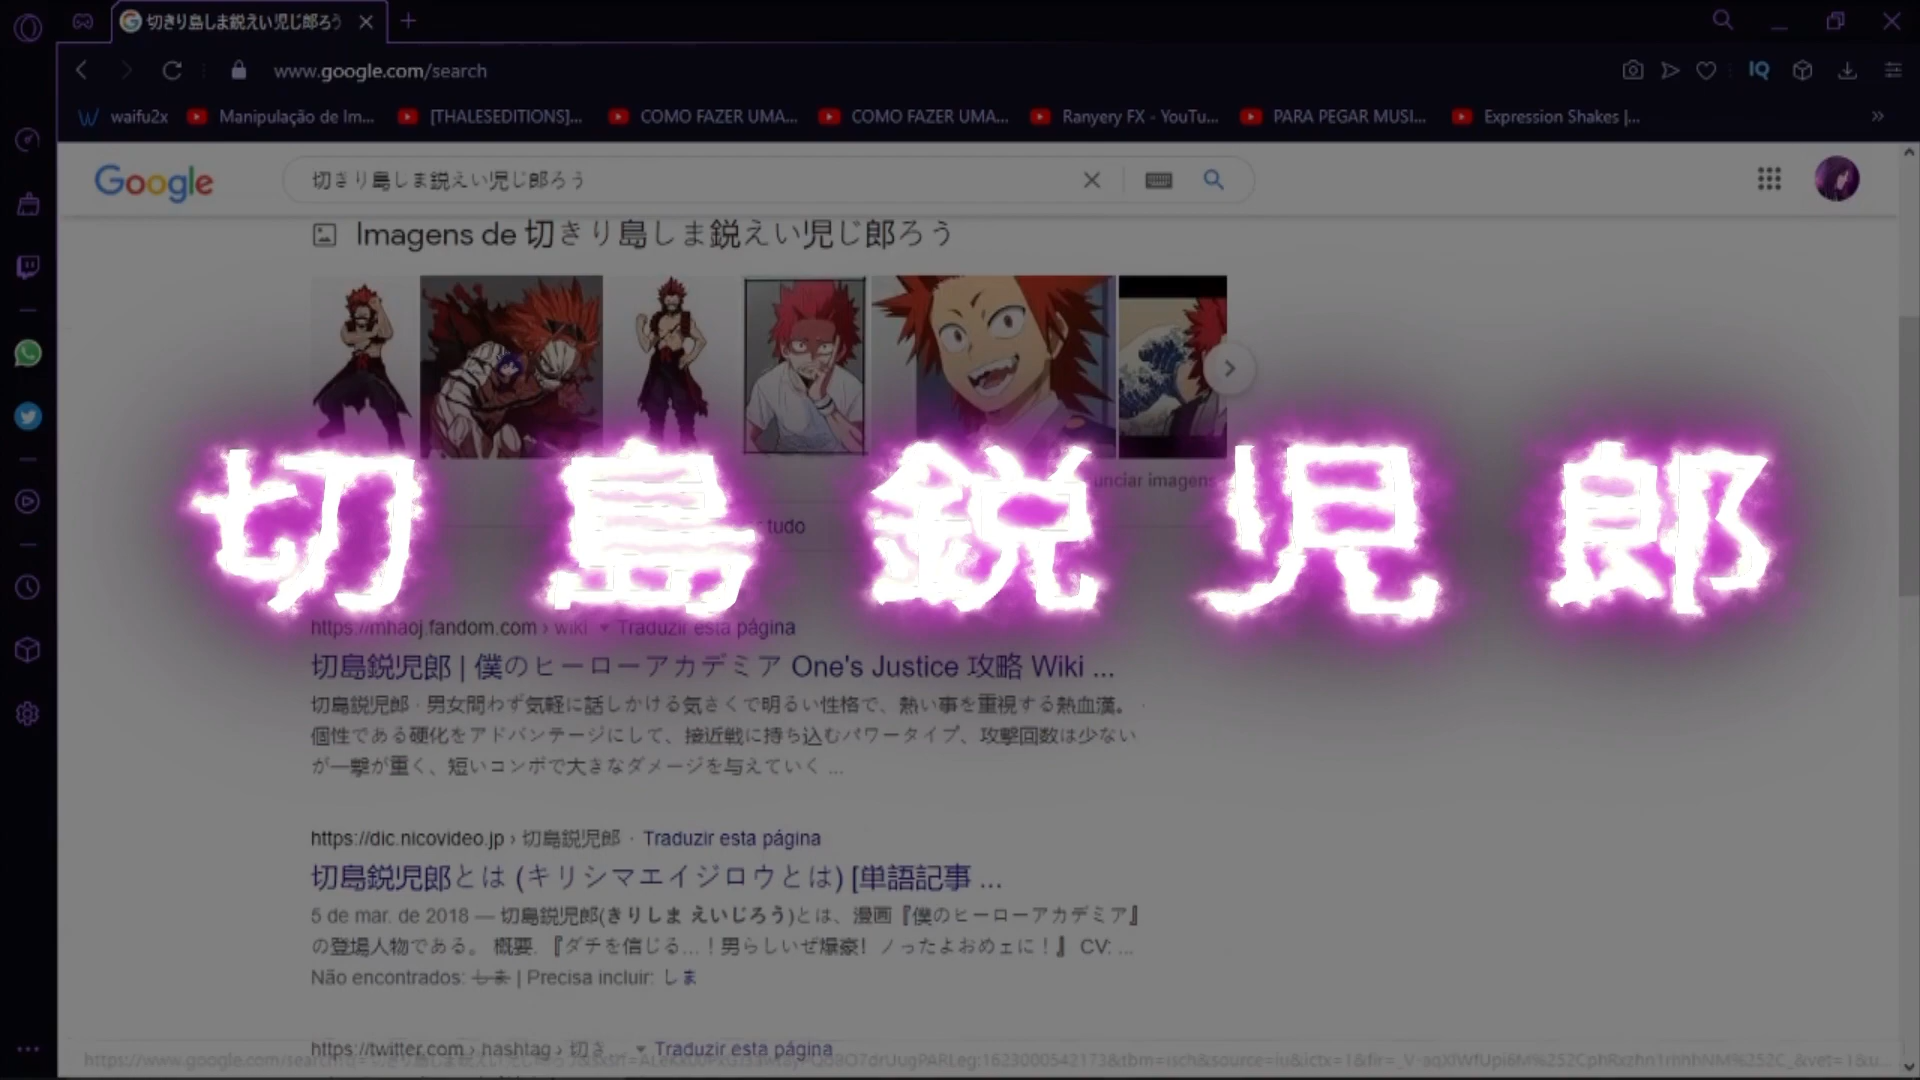 切きり島しま鋭えい児じ郎ろう
www.google.com/search
IQ
waifu2x
Manipulação de Im...
[THALESEDITIONS]...
COMO FAZER UMA...
COMO FAZER UMA...
Ranyery FX - YouTu...
PARA PEGAR MUSI...
Expression Shakes |...
Google
切きり島しま鋭えい児じ郎ろう
Imagens de 切きり島しま鋭えい児じ郎ろう
unciar imagens
tudo
切島鋭児郎
https://mhaoj.fandom.com › wiki Traduzir esta página
切島鋭児郎 | 僕のヒーローアカデミア One's Justice 攻略 Wiki ...
切島鋭児郎 · 男女問わず気軽に話しかける気さくで明るい性格で、熱い事を重視する熱血漢。 ·
個性である硬化をアドバンテージにして、接近戦に持ち込むパワータイプ、攻撃回数は少ない
が一撃が重く、短いコンボで大きなダメージを与えていく ...
https://dic.nicovideo.jp › 切島鋭児郎 · Traduzir esta página
切島鋭児郎とは (キリシマエイジロウとは) [単語記事 ...
5 de mar. de 2018 — 切島鋭児郎(きりしま えいじろう)とは、漫画『僕のヒーローアカデミア』
の登場人物である。 概要. 『ダチを信じる…！男らしいぜ爆豪! ノったよおめェに！』 CV: ...
Não encontrados: しま | Precisa incluir: しま
https://twitter.com › hashtag › 切き Traduzir esta página